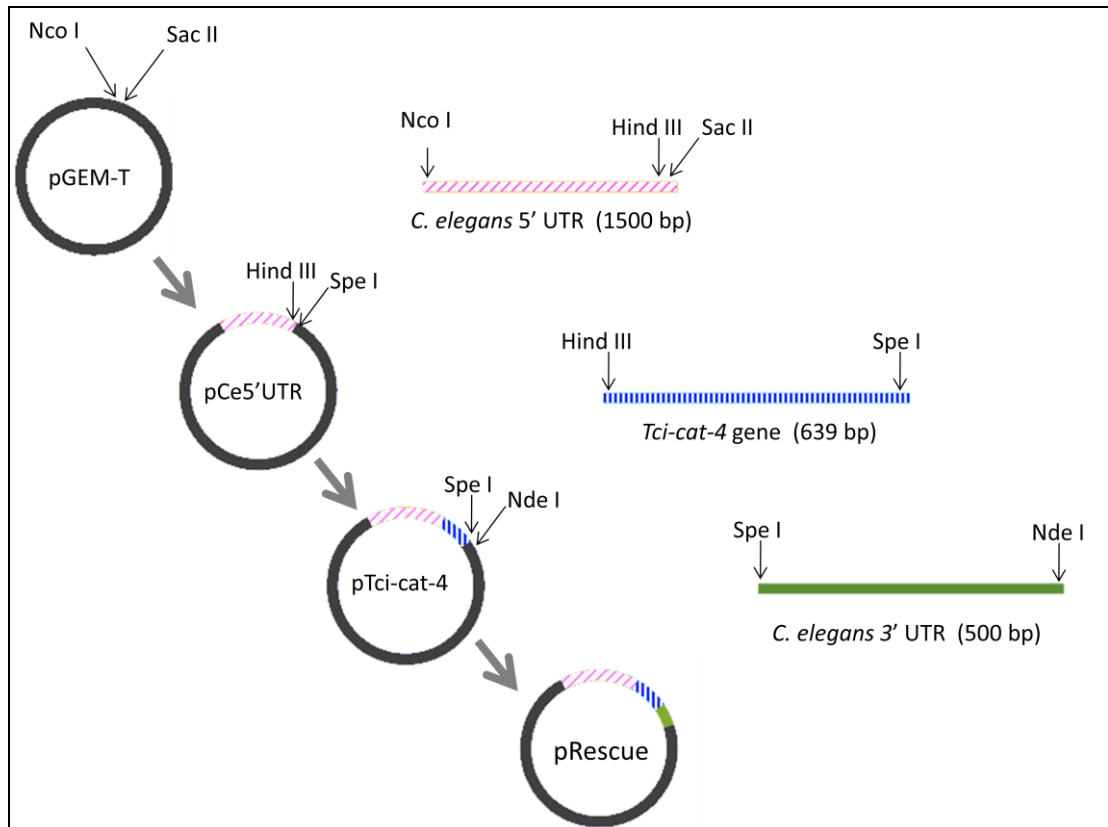 Nco I
Sac II
pGEM-T
Nco I
Hind III
Sac II
C. elegans 5’ UTR (1500 bp)
Hind III
Spe I
pCe5’UTR
Hind III
Spe I
Tci-cat-4 gene (639 bp)
Spe I
Nde I
pTci-cat-4
Spe I
Nde I
C. elegans 3’ UTR (500 bp)
pRescue